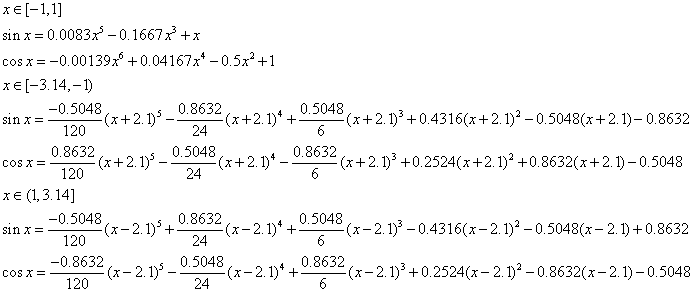 x ∈ [−1,1]
sin x = 0.0083x⁵ − 0.1667x³ + x
cos x = −0.00139x⁶ + 0.04167x⁴ − 0.5x² + 1
x ∈ [−3.14,−1)
sin x = −0.5048/120 (x+2.1)⁵ − 0.8632/24 (x+2.1)⁴ + 0.5048/6 (x+2.1)³ + 0.4316(x+2.1)² − 0.5048(x+2.1) − 0.8632
cos x = 0.8632/120 (x+2.1)⁵ − 0.5048/24 (x+2.1)⁴ − 0.8632/6 (x+2.1)³ + 0.2524(x+2.1)² + 0.8632(x+2.1) − 0.5048
x ∈ (1,3.14]
sin x = −0.5048/120 (x−2.1)⁵ + 0.8632/24 (x−2.1)⁴ + 0.5048/6 (x−2.1)³ − 0.4316(x−2.1)² − 0.5048(x−2.1) + 0.8632
cos x = −0.8632/120 (x−2.1)⁵ − 0.5048/24 (x−2.1)⁴ + 0.8632/6 (x−2.1)³ + 0.2524(x−2.1)² − 0.8632(x−2.1) − 0.5048